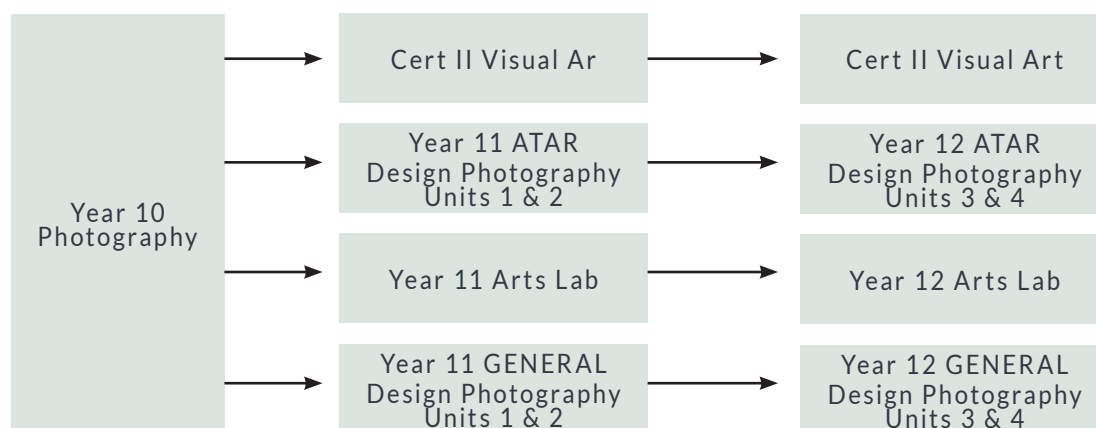 Year 10
Photography
Cert II Visual Ar
Cert II Visual Art
Year 11 ATAR
Design Photography
Units 1 & 2
Year 12 ATAR
Design Photography
Units 3 & 4
Year 11 Arts Lab
Year 12 Arts Lab
Year 11 GENERAL
Design Photography
Units 1 & 2
Year 12 GENERAL
Design Photography
Units 3 & 4